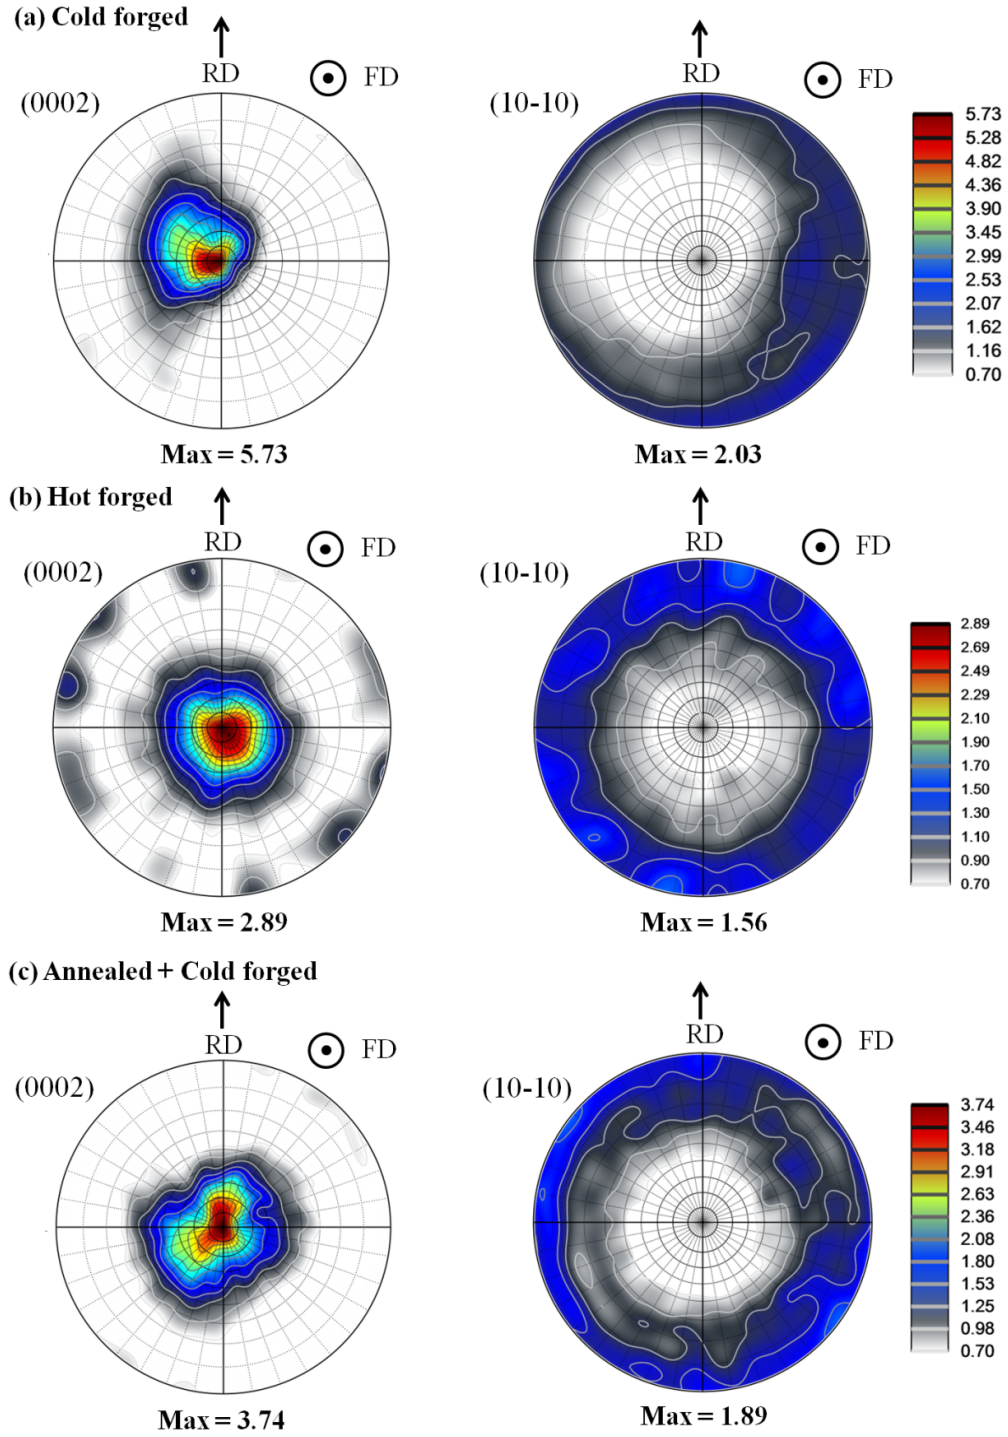 (a) Cold forged
RD
FD
(0002)
RD
FD
(10-10)
5.73
5.28
4.82
4.36
3.90
3.45
2.99
2.53
2.07
1.62
1.16
0.70
Max = 5.73
Max = 2.03
(b) Hot forged
RD
FD
(0002)
RD
FD
(10-10)
2.89
2.69
2.49
2.29
2.10
1.90
1.70
1.50
1.30
1.10
0.90
0.70
Max = 2.89
Max = 1.56
(c) Annealed + Cold forged
RD
FD
(0002)
RD
FD
(10-10)
3.74
3.46
3.18
2.91
2.63
2.36
2.08
1.80
1.53
1.25
0.98
0.70
Max = 3.74
Max = 1.89